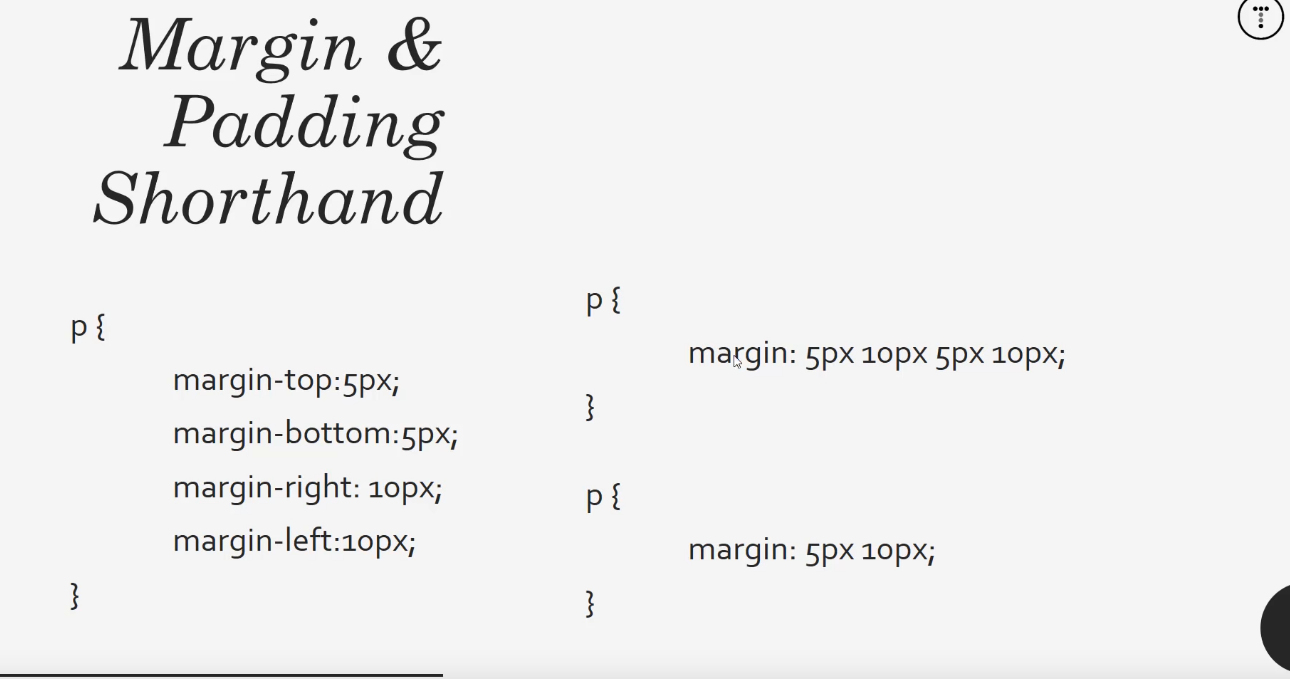 Margin &
Padding
Shorthand
p {
margin-top:5px;
margin-bottom:5px;
margin-right: 10px;
margin-left:10px;
}
p {
margin: 5px 10px 5px 10px;
}
p {
margin: 5px 10px;
}